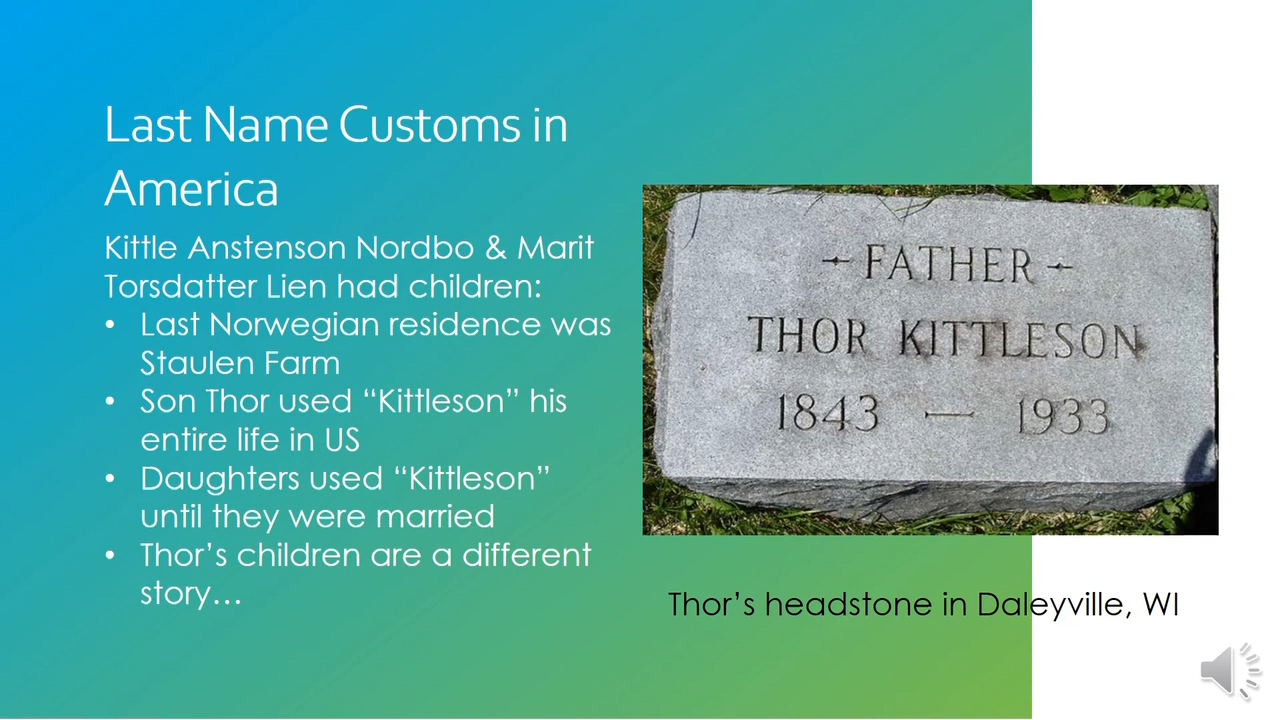 Last Name Customs in
America
Kittle Anstenson Nordbo & Marit
Torsdatter Lien had children:
• Last Norwegian residence was
Staulen Farm
• Son Thor used “Kittleson” his
entire life in US
• Daughters used “Kittleson”
until they were married
• Thor’s children are a different
story…
FATHER
THOR KITTLESON
1843 — 1933
Thor’s headstone in Daleyville, WI